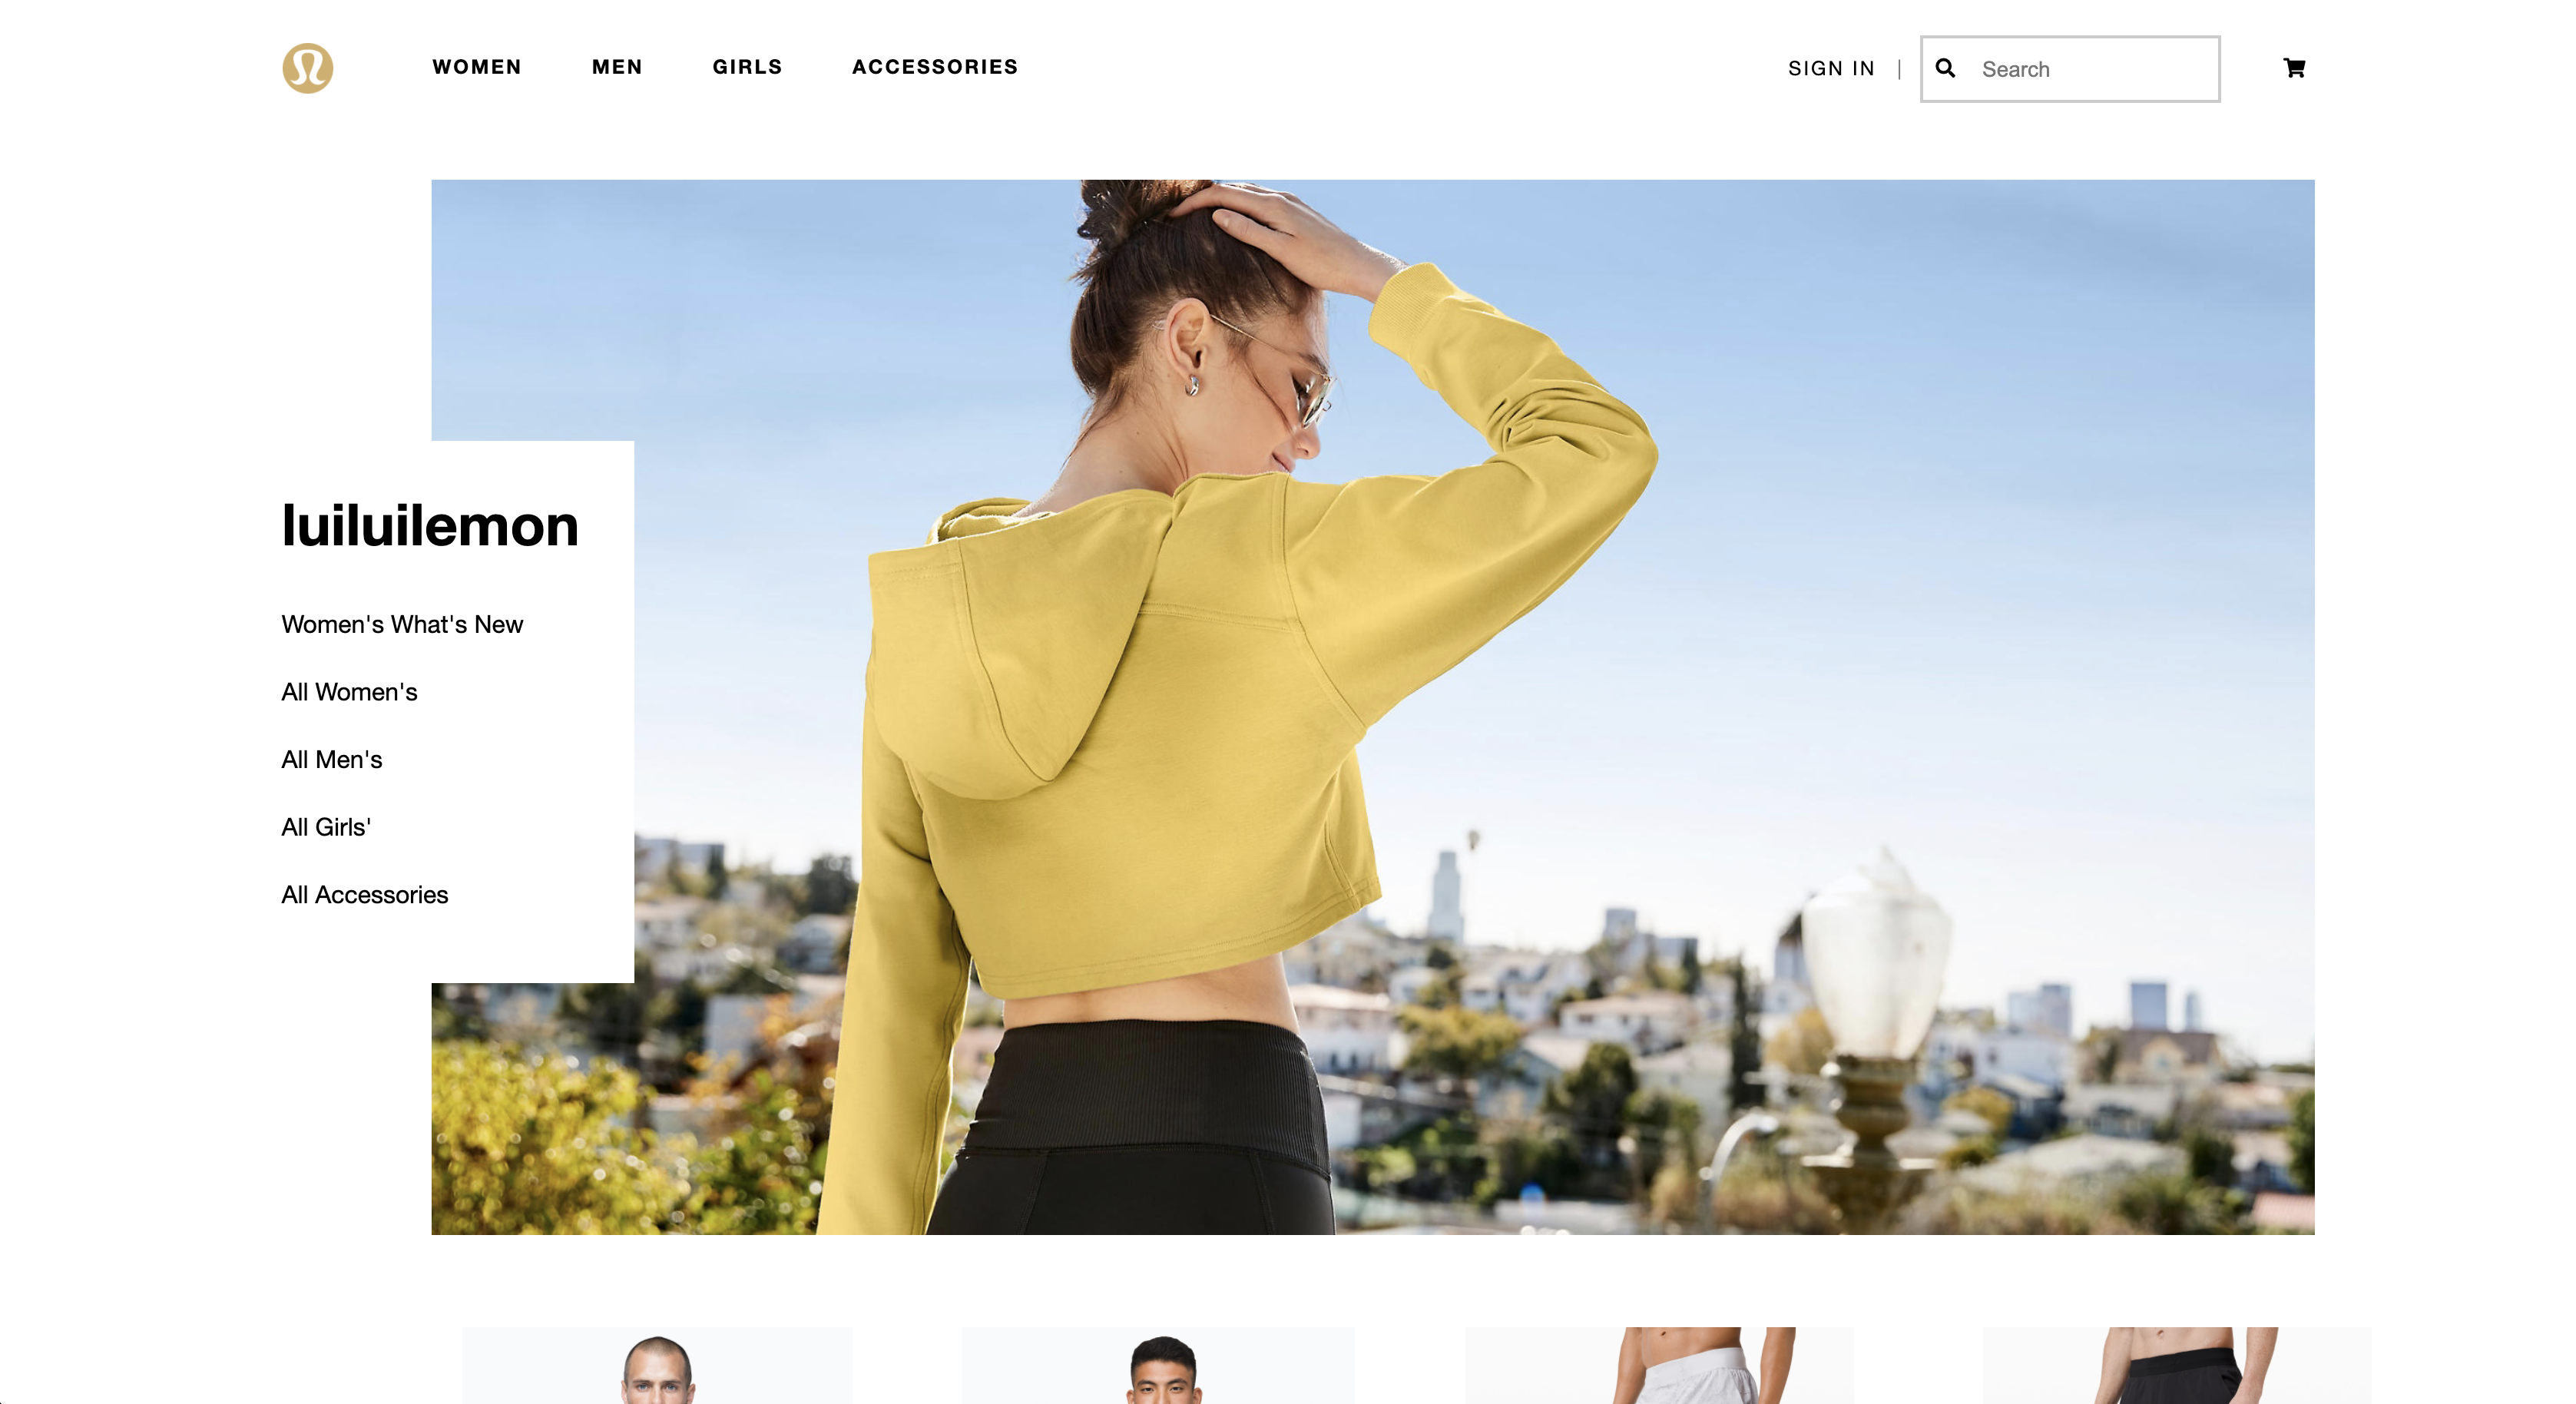 WOMEN MEN GIRLS ACCESSORIES SIGN IN | Search
luiluilemon
Women's What's New
All Women's
All Men's
All Girls'
All Accessories